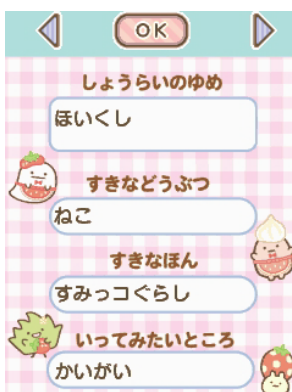 OK
しょうらいのゆめ
ほいくし
すきなどうぶつ
ねこ
すきなほん
すみっコぐらし
いってみたいところ
かいがい